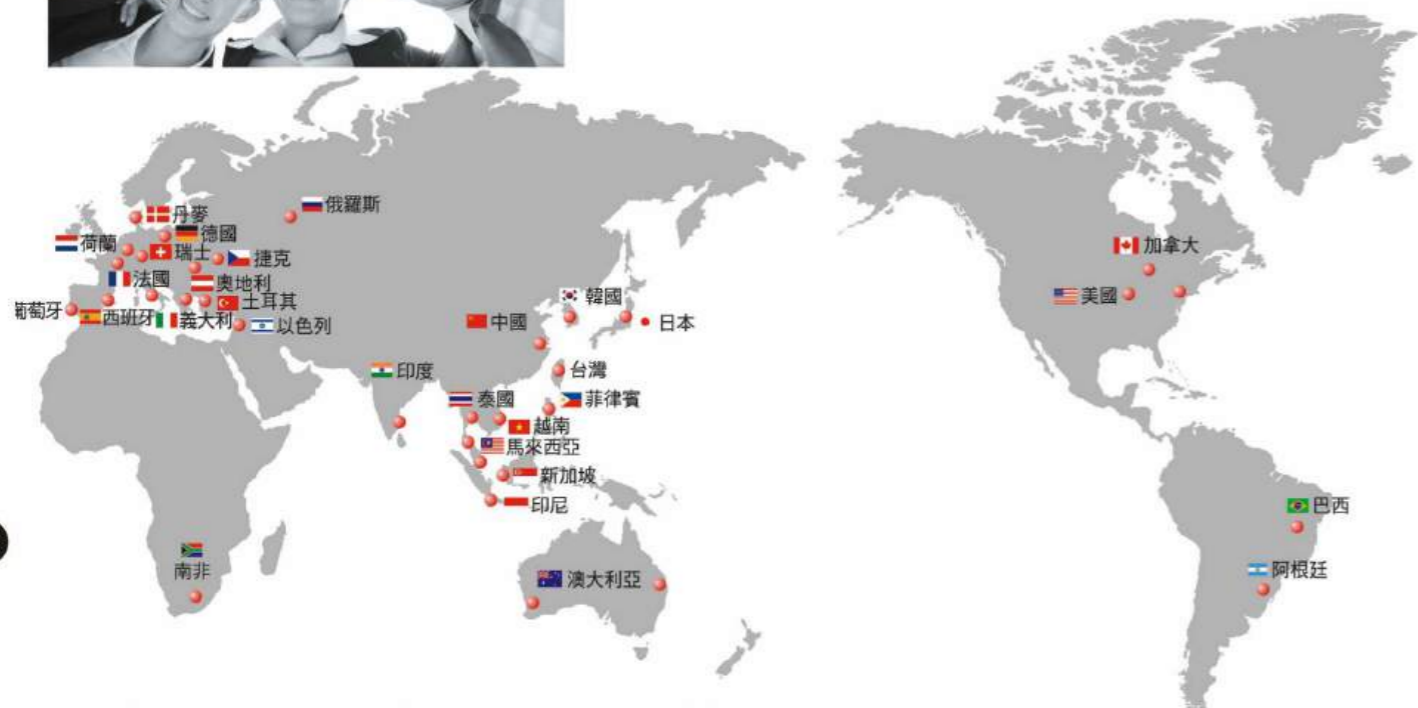 俄羅斯
丹麥
德國
荷蘭
瑞士
捷克
法國
奧地利
土耳其
葡萄牙
西班牙
義大利
以色列
韓國
中國
日本
印度
台灣
泰國
菲律賓
越南
馬來西亞
新加坡
印尼
南非
澳大利亞
加拿大
美國
巴西
阿根廷